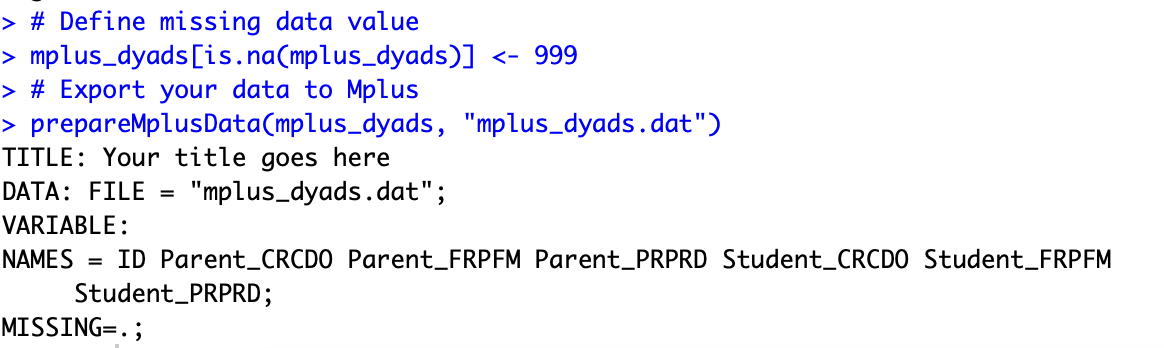 > # Define missing data value
> mplus_dyads[is.na(mplus_dyads)] <- 999
> # Export your data to Mplus
> prepareMplusData(mplus_dyads, "mplus_dyads.dat")
TITLE: Your title goes here
DATA: FILE = "mplus_dyads.dat";
VARIABLE:
NAMES = ID Parent_CRCDO Parent_FRPFM Parent_PRPRD Student_CRCDO Student_FRPFM
     Student_PRPRD;
MISSING=.;